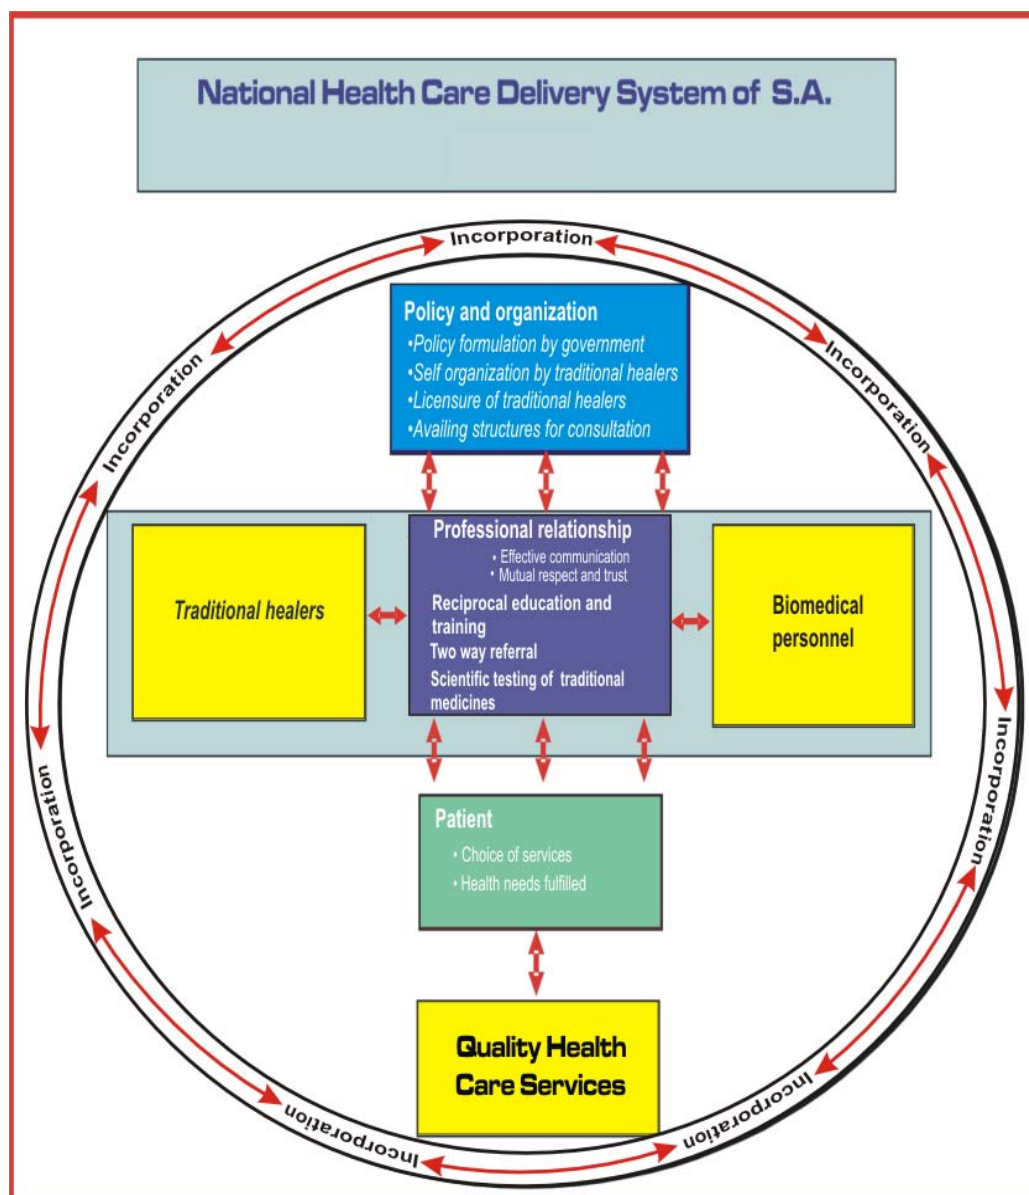 National Health Care Delivery System of S.A.
Incorporation
Incorporation
Incorporation
Policy and organization
•Policy formulation by government
•Self organization by traditional healers
•Licensure of traditional healers
•Availing structures for consultation
Traditional healers
Professional relationship
• Effective communication
• Mutual respect and trust
Reciprocal education and
training
Two way referral
Scientific testing of traditional
medicines
Biomedical
personnel
Incorporation
Incorporation
Patient
• Choice of services
• Health needs fulfilled
Quality Health
Care Services
Incorporation
Incorporation